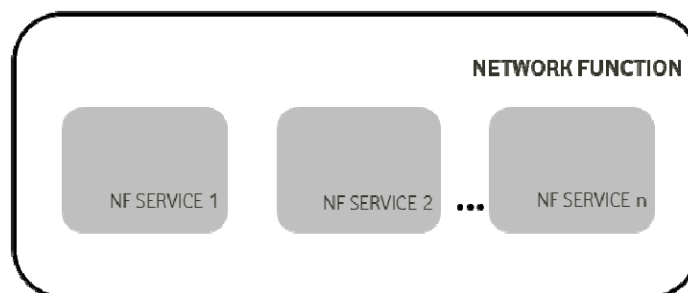 NETWORK FUNCTION
NF SERVICE 1
NF SERVICE 2
...
NF SERVICE n